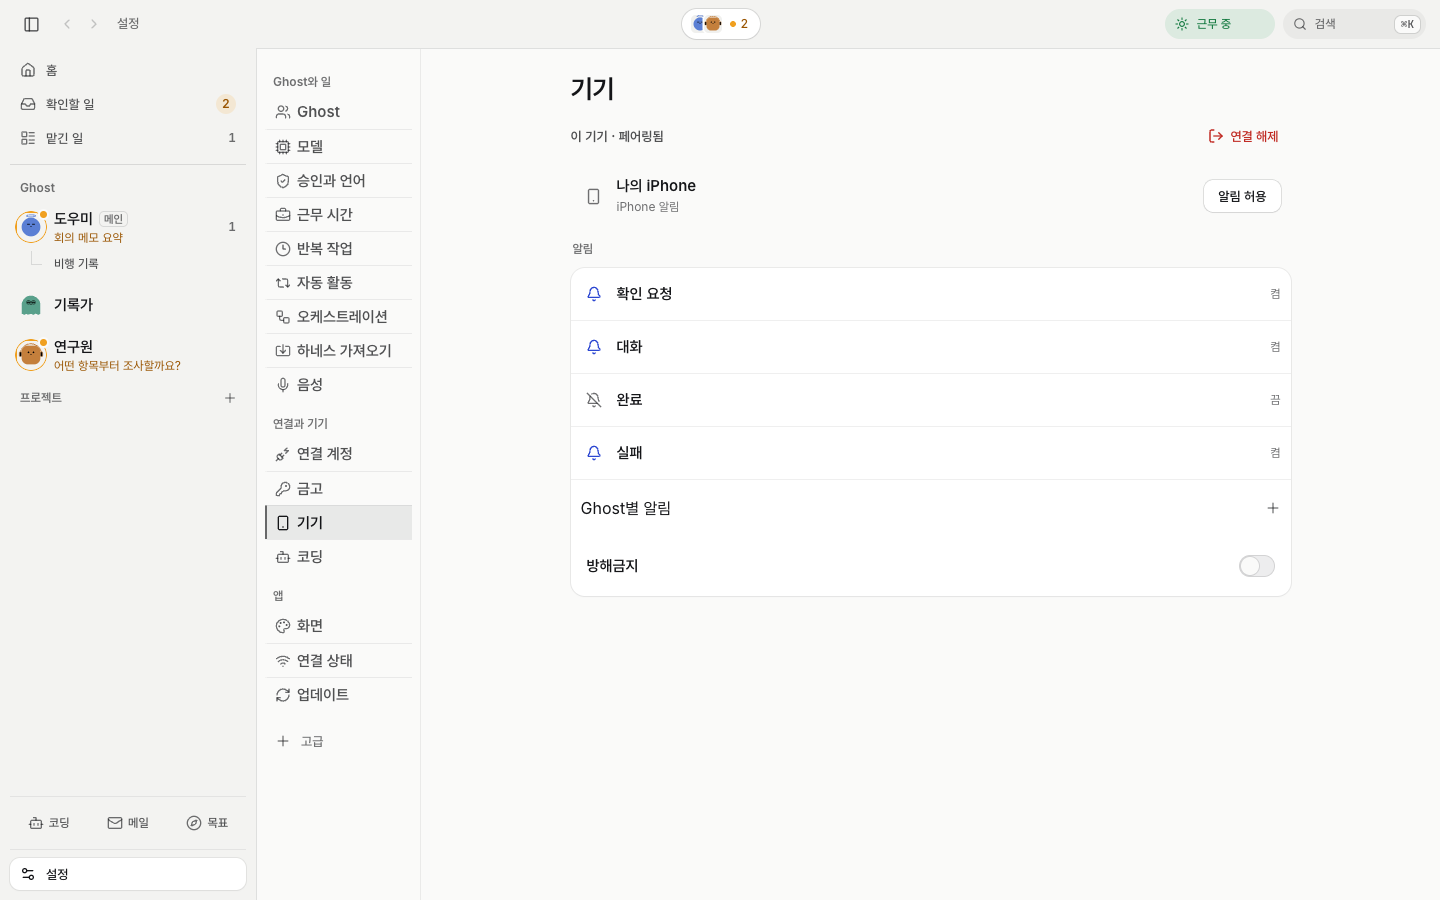 설정
2
근무 중
검색
⌘K
홈
확인할 일
2
맡긴 일
1
Ghost
도우미
메인
회의 메모 요약
1
비행 기록
기록가
연구원
어떤 항목부터 조사할까요?
프로젝트
코딩
메일
목표
설정
Ghost와 일
Ghost
모델
승인과 언어
근무 시간
반복 작업
자동 활동
오케스트레이션
하네스 가져오기
음성
연결과 기기
연결 계정
금고
기기
코딩
앱
화면
연결 상태
업데이트
고급
기기
이 기기 · 페어링됨
연결 해제
나의 iPhone
iPhone 알림
알림 허용
알림
확인 요청
켬
대화
켬
완료
끔
실패
켬
Ghost별 알림
방해금지